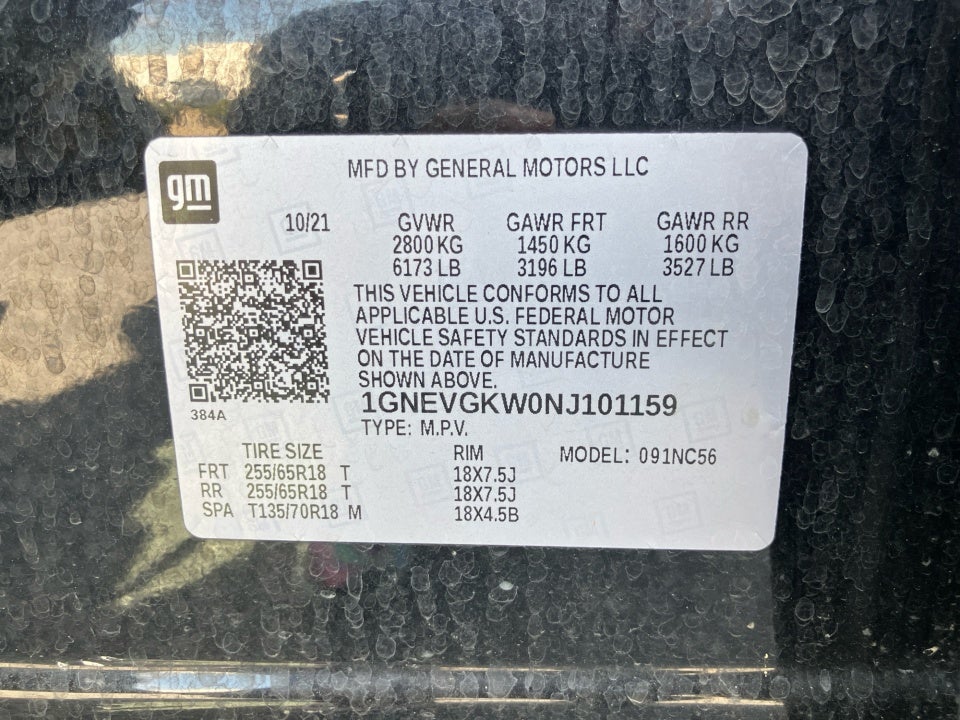 MFD BY GENERAL MOTORS LLC
gm
10/21 GVWR GAWR FRT GAWR RR
2800 KG 1450 KG 1600 KG
6173 LB 3196 LB 3527 LB
THIS VEHICLE CONFORMS TO ALL
APPLICABLE U.S. FEDERAL MOTOR
VEHICLE SAFETY STANDARDS IN EFFECT
ON THE DATE OF MANUFACTURE
SHOWN ABOVE.
384A
1GNEVGKW0NJ101159
TYPE: M.P.V.
TIRE SIZE RIM MODEL: 091NC56
FRT 255/65R18 T 18X7.5J
RR 255/65R18 T 18X7.5J
SPA T135/70R18 M 18X4.5B